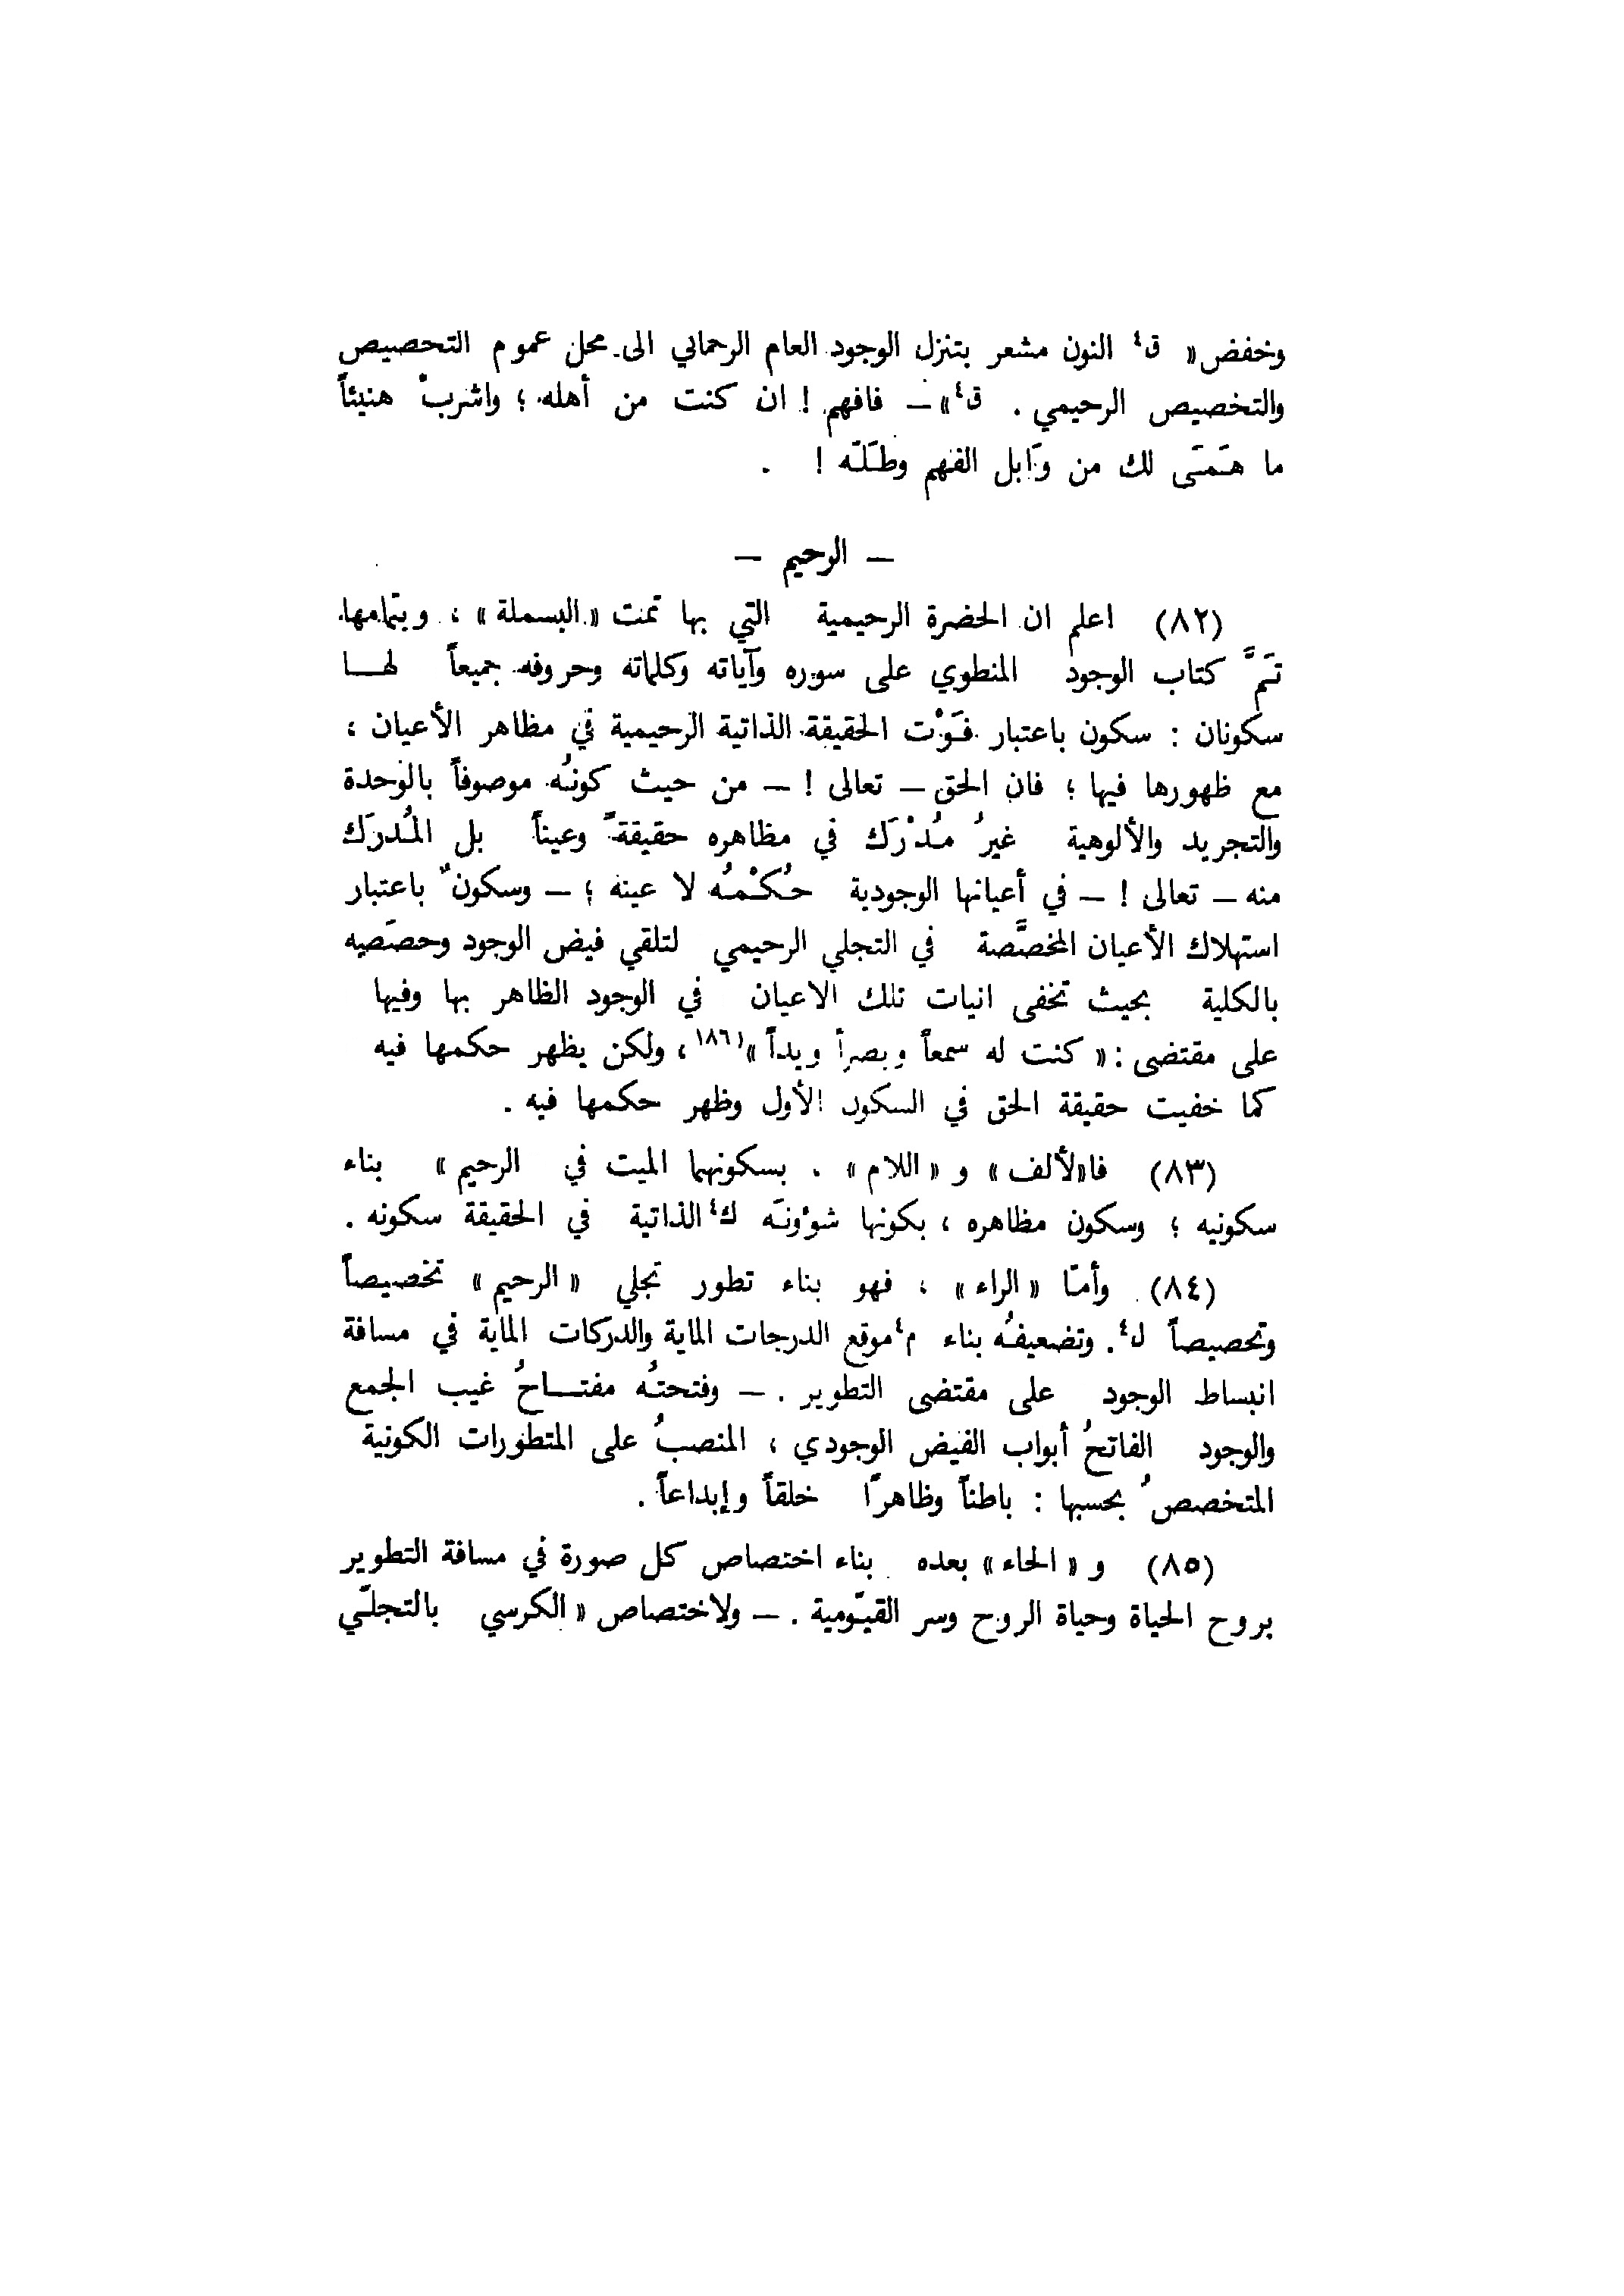 وخفض« ق٤ النون مشعر بتنزل الوجود العام الرحماني الى محل عموم التحصيص
والتخصيص الرحيمي . ق٤» – فافهم ! ان كنت من أهله ؛ واشربْ هنيئاً
ما هَمَى لك من وَابل الفهم وطَلّه ! .
– الرحيم –
(٨٢) اعلم ان الحضرة الرحيمية التي بها تمت «البسملة» ، وبتمامها
تَمَّ كتاب الوجود المنطوي على سوره وآياته وكلماته وحروفه جميعاً لهــا
سكونان : سكون باعتبار فَوْت الحقيقة الذاتية الرحيمية في مظاهر الأعيان ،
مع ظهورها فيها ؛ فان الحق – تعالى ! – من حيث كونُه موصوفاً بالوحدة
والتجريد والألوهية غيرُ مُدْرَك في مظاهره حقيقةً وعيناً بل المُدرَك
منه – تعالى ! – في أعيانها الوجودية حُكْمُه لا عينه ؛ – وسكونٌ باعتبار
استهلاك الأعيان المخصَّصة في التجلي الرحيمي لتلقي فيض الوجود وحصَصيه
بالكلية بحيث تخفى انيات تلك الاعيان في الوجود الظاهر بها وفيها
على مقتضى : « كنت له سمعاً وبصراً ويداً »١٨٦١ ، ولكن يظهر حكمها فيه
كما خفيت حقيقة الحق في السكون الأول وظهر حكمها فيه .
(٨٣) فا«لألف» و «اللام» . بسكونهما الميت في الرحيم» بناء
سكونيه ؛ وسكون مظاهره ، بكونها شؤونَه ك٤ الذاتية في الحقيقة سكونه .
(٨٤) وأمّا «الراء» ، فهو بناء تطور تجلي «الرحيم» تخصيصاً
وتحصيصاً ل٤. وتضعيفُه بناء م٤ موقع الدرجات الماية والدركات الماية في مسافة
انبساط الوجود على مقتضى التطوير . – وفتحتُه مفتــاحُ غيب الجمع
والوجود الفاتحُ أبواب الفيض الوجودي ، المنصبُ على المتطورات الكونية
المتخصصُ بحسبها : باطناً وظاهراً خلقاً وإبداعاً .
(٨٥) و «الحاء» بعده بناء اختصاص كل صورة في مسافة التطوير
بروح الحياة وحياة الروح وسر القيّومية . – ولاختصاص «الكرسي بالتجلّي